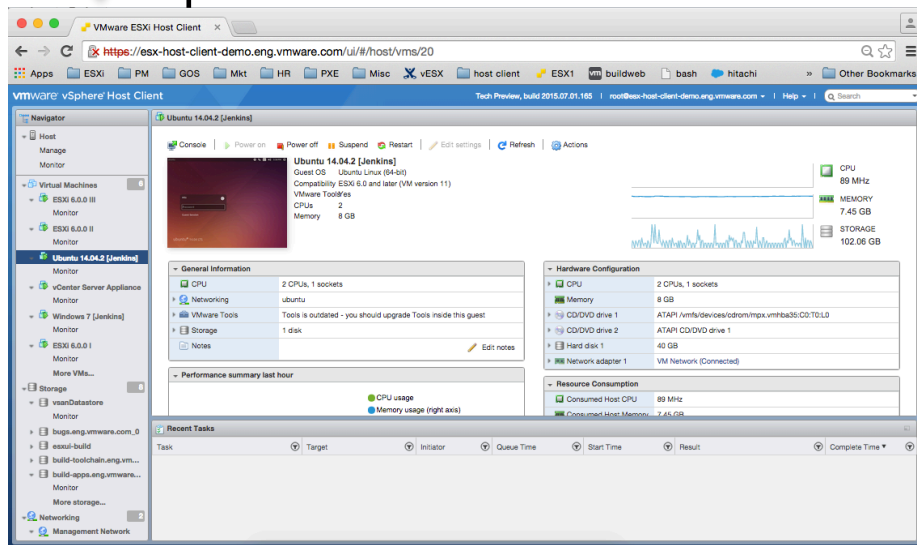 VMware ESXi Host Client
https://esx-host-client-demo.eng.vmware.com/ui/#/host/vms/20
Apps ESXi PM GOS Mkt HR PXE Misc vESX host client ESX1 vm buildweb bash hitachi » Other Bookmarks
vmware vSphere Host Client Tech Preview, build 2015.07.01.165 | root@esx-host-client-demo.eng.vmware.com | Help | Search
Navigator
Host
Manage
Monitor
Virtual Machines
ESXi 6.0.0 III
Monitor
ESXi 6.0.0 II
Monitor
Ubuntu 14.04.2 [Jenkins]
Monitor
vCenter Server Appliance
Monitor
Windows 7 [Jenkins]
Monitor
ESXi 6.0.0 I
Monitor
More VMs...
Storage
vsanDatastore
Monitor
bugs.eng.vmware.com_0
esxui-build
build-toolchain.eng.vm...
build-apps.eng.vmware...
Monitor
More storage...
Networking
Management Network
Ubuntu 14.04.2 [Jenkins]
Console Power on Power off Suspend Restart Edit settings Refresh Actions
Ubuntu 14.04.2 [Jenkins]
Guest OS Ubuntu Linux (64-bit)
Compatibility ESXi 6.0 and later (VM version 11)
VMware Tools Yes
CPUs 2
Memory 8 GB
CPU
89 MHz
MEMORY
7.45 GB
STORAGE
102.06 GB
General Information
CPU 2 CPUs, 1 sockets
Networking ubuntu
VMware Tools Tools is outdated - you should upgrade Tools inside this guest
Storage 1 disk
Notes Edit notes
Performance summary last hour
CPU usage
Memory usage (right axis)
Hardware Configuration
CPU 2 CPUs, 1 sockets
Memory 8 GB
CD/DVD drive 1 ATAPI /vmfs/devices/cdrom/mpx.vmhba35:C0:T0:L0
CD/DVD drive 2 ATAPI CD/DVD drive 1
Hard disk 1 40 GB
Network adapter 1 VM Network (Connected)
Resource Consumption
Consumed Host CPU 89 MHz
Consumed Host Memory 7.45 GB
Recent Tasks
Task Target Initiator Queue Time Start Time Result Complete Time